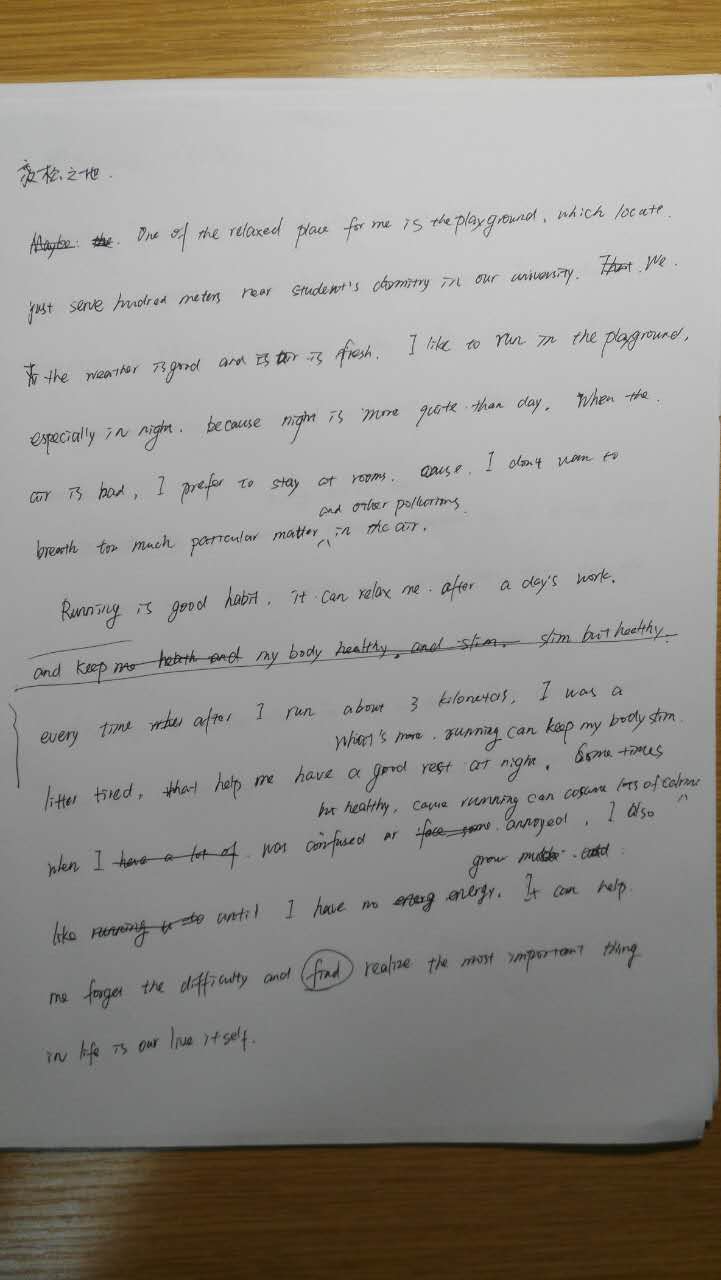 放松之地.
Maybe the. One of the relaxed place for me is the playground, which locate
just serve hundred meters near student's domitry in our university. That We
the weather is good and is air is fresh. I like to run in the playground,
especially in night. because night is more quite than day. When the
air is bad, I prefer to stay at rooms. cause. I don't wan to
and other pollutions.
breath too much particular matter in the air.
Running is good habit, it can relax me after a day's work.
and keep me health and my body healthy, and slim. slim but healthy.
every time when after I run about 3 kilometers, I was a
What's more. running can keep my body slim.
litter tired, that help me have a good rest at night. Some times
but healthy, cause running can cosume lots of
when I have a lot of was confused or face some annoyed, I also
grow
like running until I have no energ energy. It can help
me forget the difficulty and find realize the most important thing
in life is our live itself.